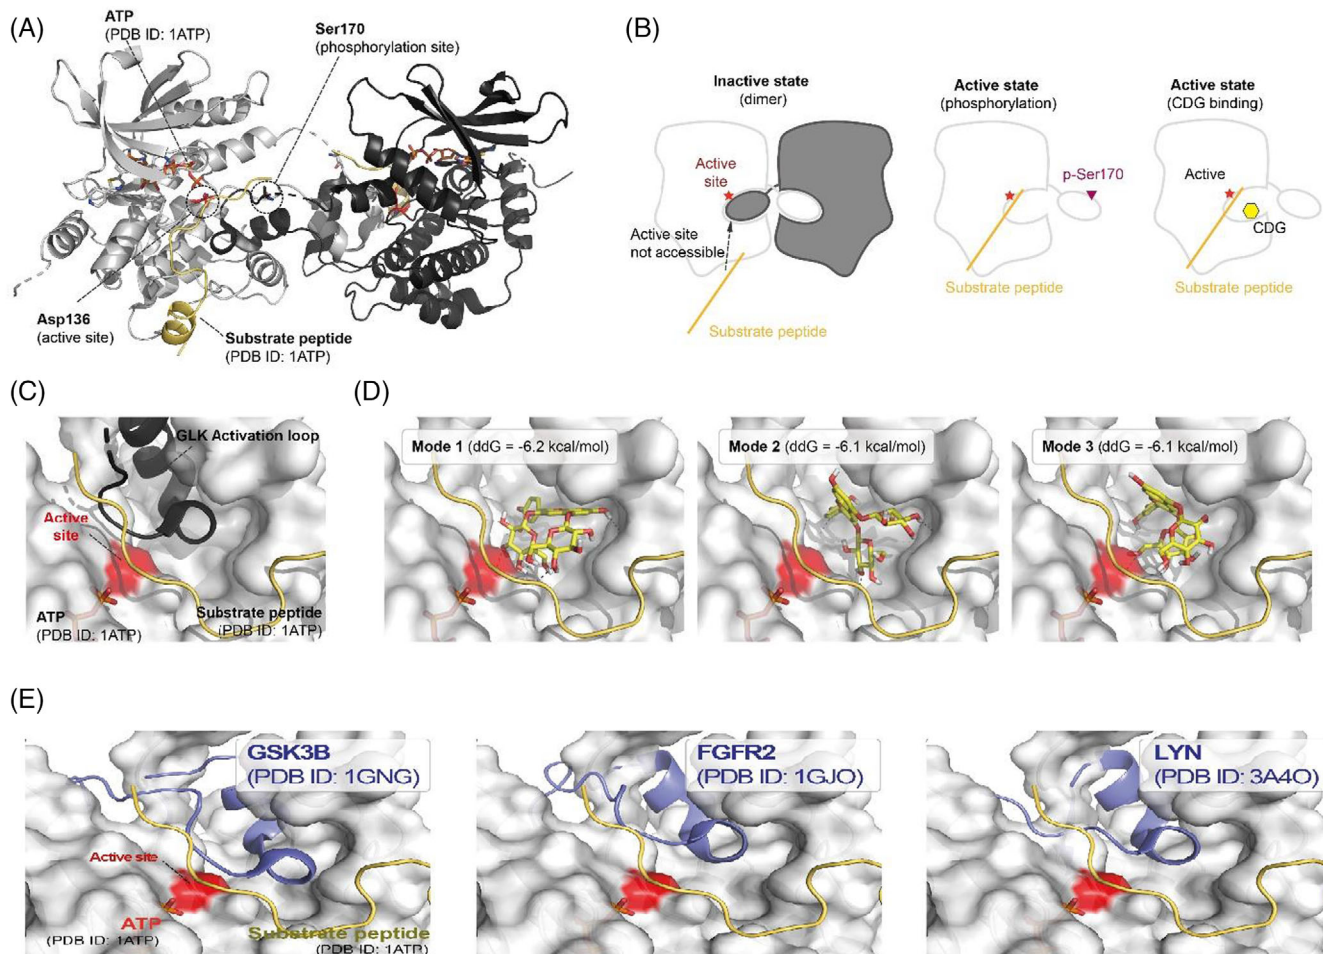 (A)
ATP
(PDB ID: 1ATP)
Ser170
(phosphorylation site)
Asp136
(active site)
Substrate peptide
(PDB ID: 1ATP)
(B)
Inactive state
(dimer)
Active
site
Active site
not accessible
Substrate peptide
Active state
(phosphorylation)
p-Ser170
Substrate peptide
Active state
(CDG binding)
Active
CDG
Substrate peptide
(C)
GLK Activation loop
Active
site
ATP
(PDB ID: 1ATP)
Substrate peptide
(PDB ID: 1ATP)
(D)
Mode 1 (ddG = -6.2 kcal/mol)
Mode 2 (ddG = -6.1 kcal/mol)
Mode 3 (ddG = -6.1 kcal/mol)
(E)
GSK3B
(PDB ID: 1GNG)
Active site
ATP
(PDB ID: 1ATP)
Substrate peptide
(PDB ID: 1ATP)
FGFR2
(PDB ID: 1GJO)
LYN
(PDB ID: 3A4O)